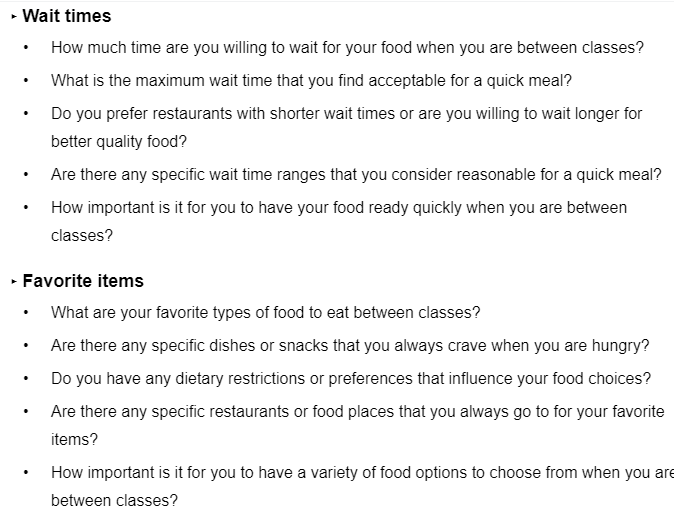 ▸ Wait times
• How much time are you willing to wait for your food when you are between classes?
• What is the maximum wait time that you find acceptable for a quick meal?
• Do you prefer restaurants with shorter wait times or are you willing to wait longer for
better quality food?
• Are there any specific wait time ranges that you consider reasonable for a quick meal?
• How important is it for you to have your food ready quickly when you are between
classes?
▸ Favorite items
• What are your favorite types of food to eat between classes?
• Are there any specific dishes or snacks that you always crave when you are hungry?
• Do you have any dietary restrictions or preferences that influence your food choices?
• Are there any specific restaurants or food places that you always go to for your favorite
items?
• How important is it for you to have a variety of food options to choose from when you are
between classes?